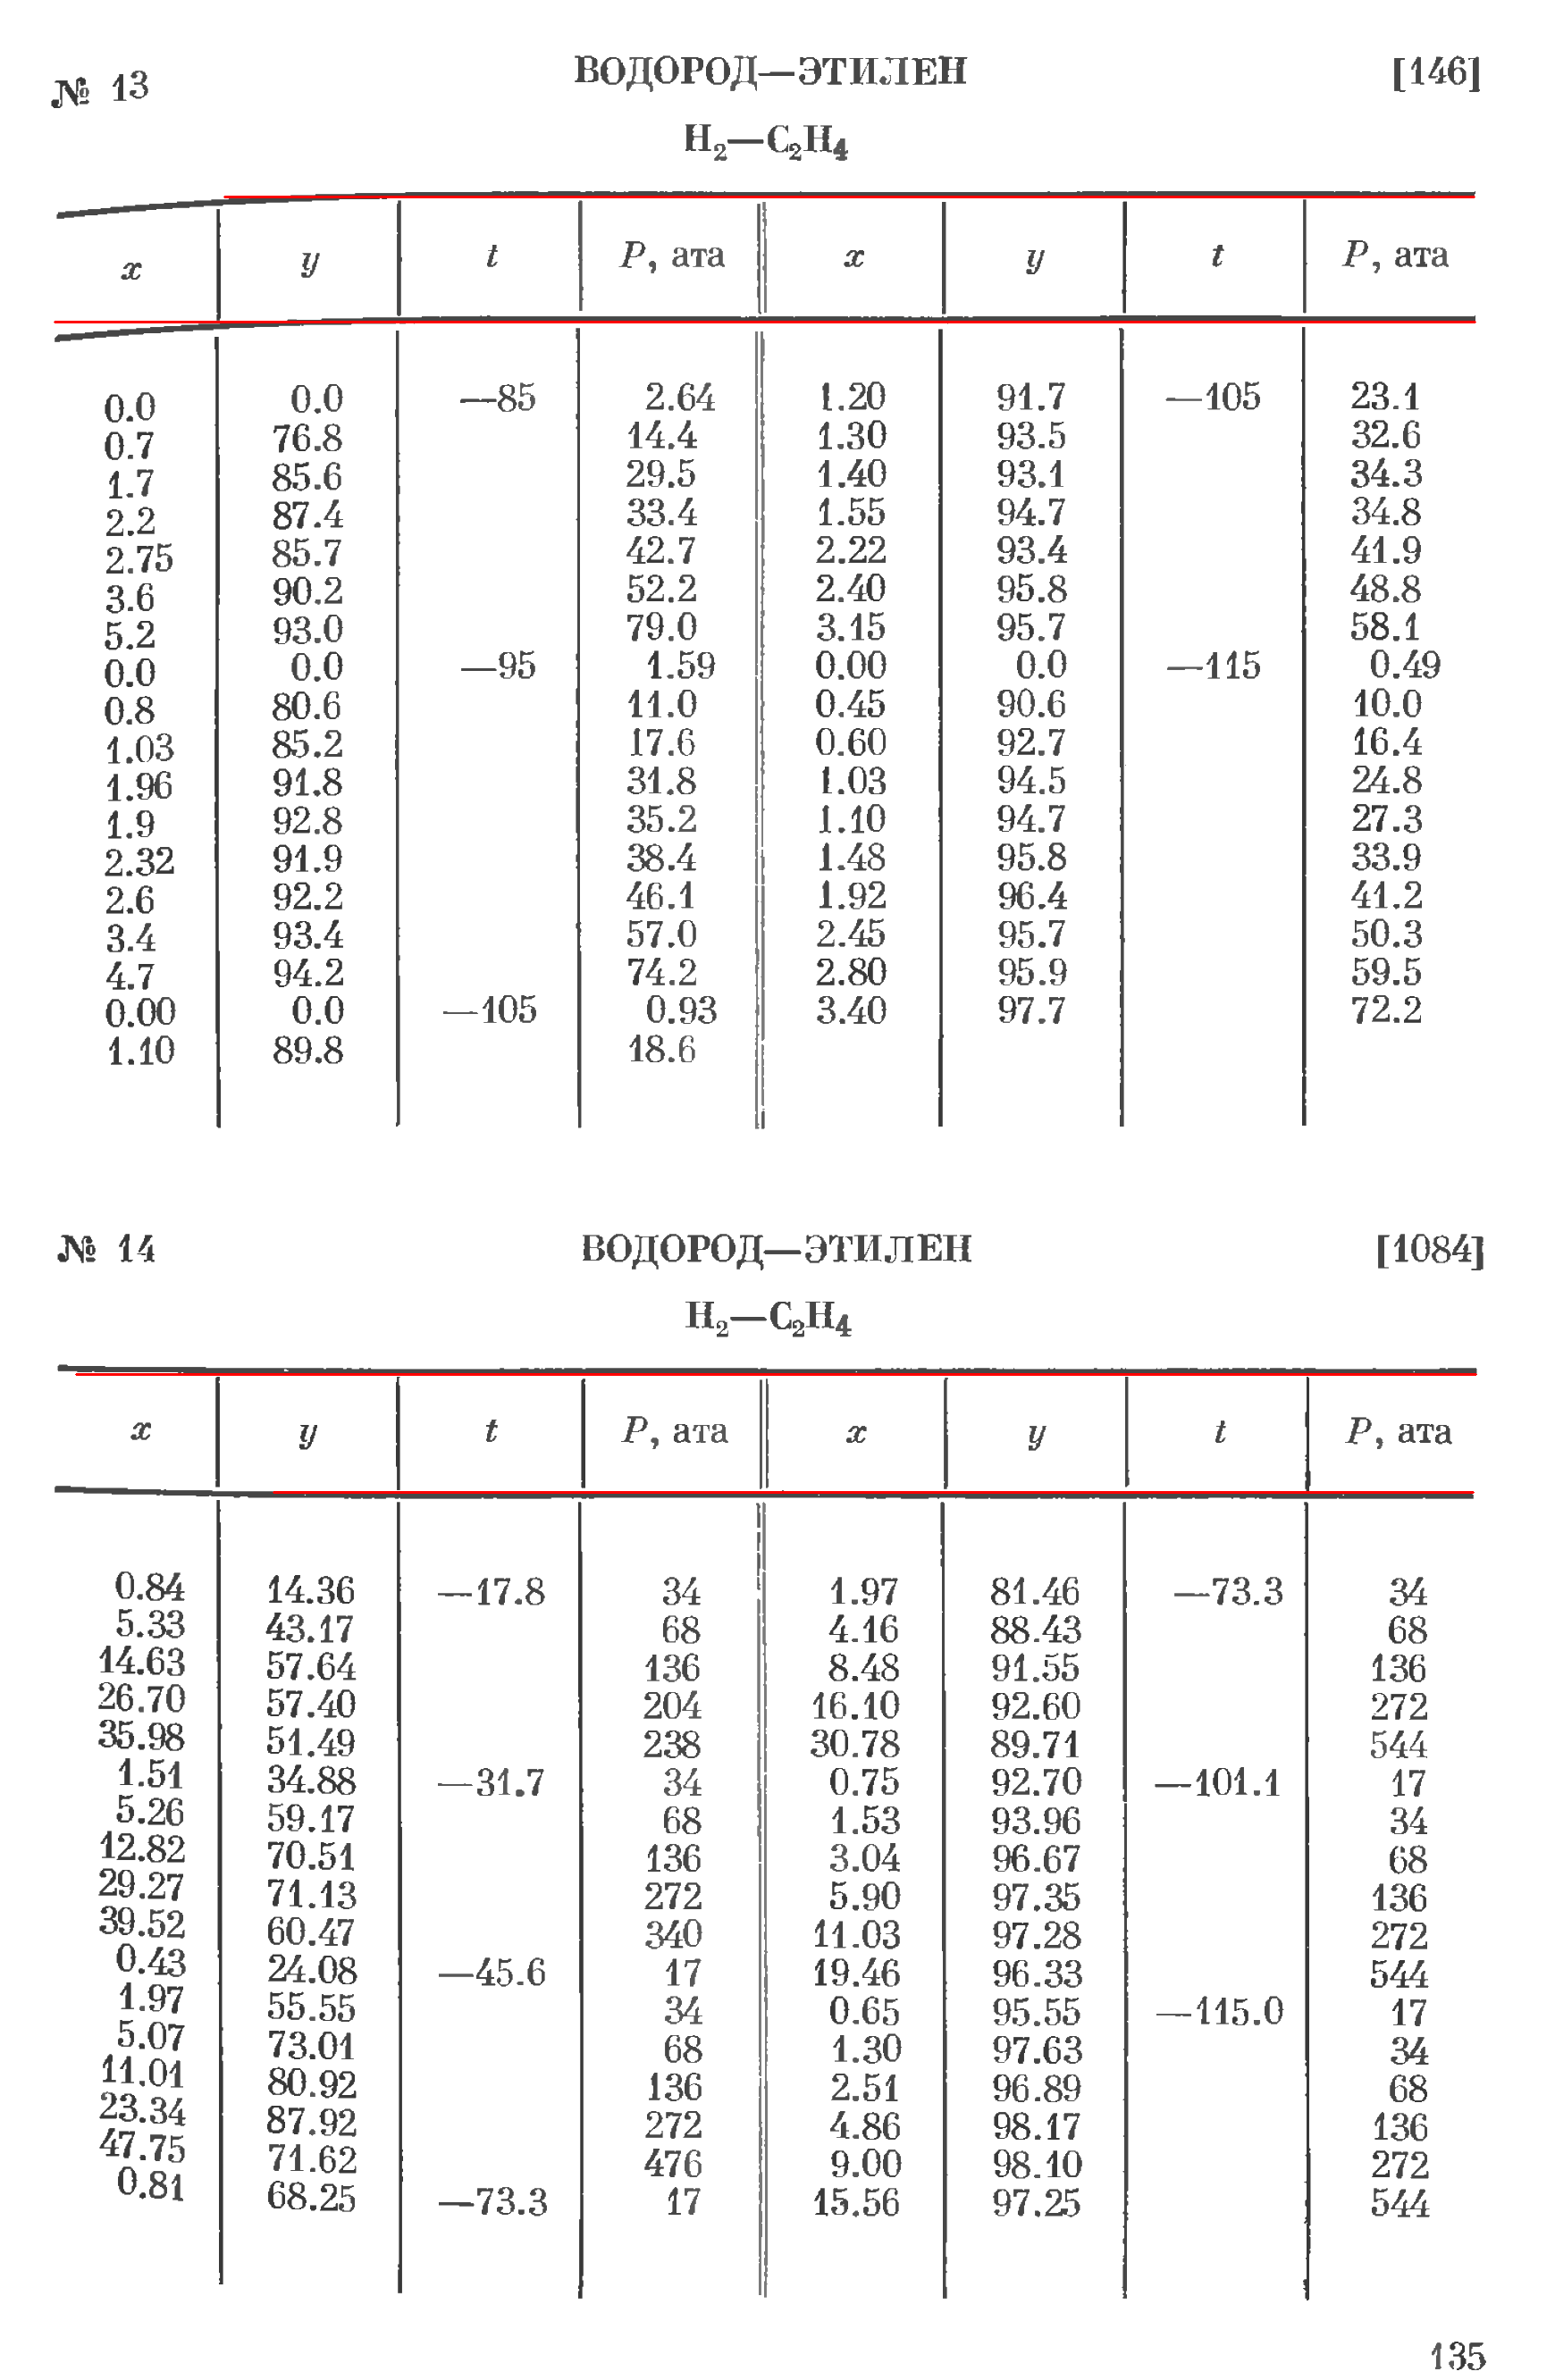 № 13 ВОДОРОД—ЭТИЛЕН [146]
H₂—C₂H₄
x y t P, ата x y t P, ата
0.0 0.0 —85 2.64 1.20 91.7 —105 23.1
0.7 76.8 14.4 1.30 93.5 32.6
1.7 85.6 29.5 1.40 93.1 34.3
2.2 87.4 33.4 1.55 94.7 34.8
2.75 85.7 42.7 2.22 93.4 41.9
3.6 90.2 52.2 2.40 95.8 48.8
5.2 93.0 79.0 3.15 95.7 58.1
0.0 0.0 —95 1.59 0.00 0.0 —115 0.49
0.8 80.6 11.0 0.45 90.6 10.0
1.03 85.2 17.6 0.60 92.7 16.4
1.96 91.8 31.8 1.03 94.5 24.8
1.9 92.8 35.2 1.10 94.7 27.3
2.32 91.9 38.4 1.48 95.8 33.9
2.6 92.2 46.1 1.92 96.4 41.2
3.4 93.4 57.0 2.45 95.7 50.3
4.7 94.2 74.2 2.80 95.9 59.5
0.00 0.0 —105 0.93 3.40 97.7 72.2
1.10 89.8 18.6
№ 14 ВОДОРОД—ЭТИЛЕН [1084]
H₂—C₂H₄
x y t P, ата x y t P, ата
0.84 14.36 —17.8 34 1.97 81.46 —73.3 34
5.33 43.17 68 4.16 88.43 68
14.63 57.64 136 8.48 91.55 136
26.70 57.40 204 16.10 92.60 272
35.98 51.49 238 30.78 89.71 544
1.51 34.88 —31.7 34 0.75 92.70 —101.1 17
5.26 59.17 68 1.53 93.96 34
12.82 70.51 136 3.04 96.67 68
29.27 71.13 272 5.90 97.35 136
39.52 60.47 340 11.03 97.28 272
0.43 24.08 —45.6 17 19.46 96.33 544
1.97 55.55 34 0.65 95.55 —115.0 17
5.07 73.01 68 1.30 97.63 34
11.01 80.92 136 2.51 96.89 68
23.34 87.92 272 4.86 98.17 136
47.75 71.62 476 9.00 98.10 272
0.81 68.25 —73.3 17 15.56 97.25 544
135